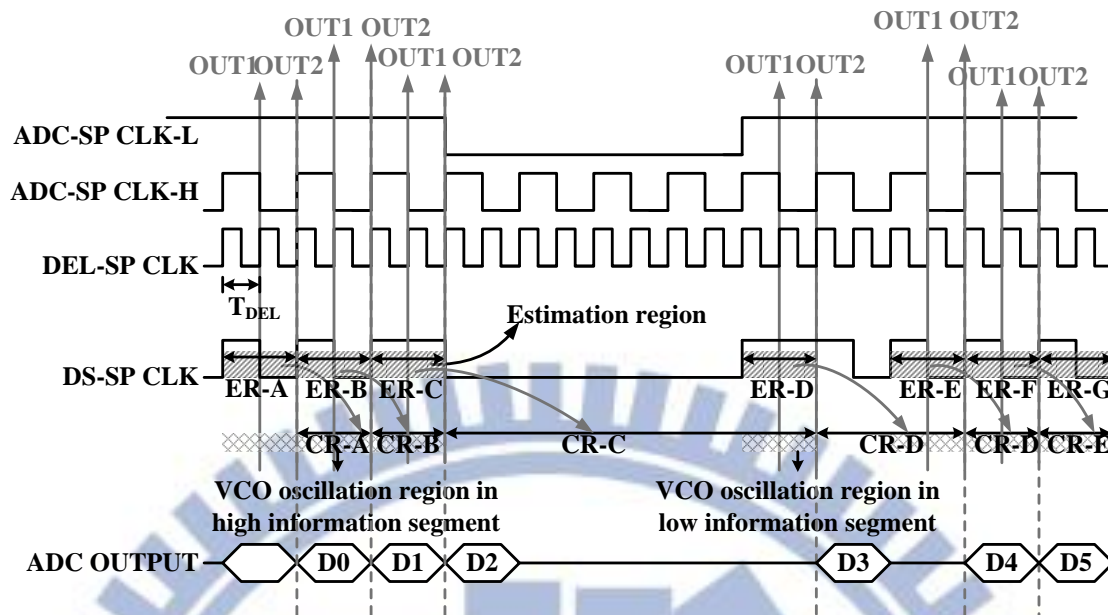 OUT1 OUT2 OUT1 OUT2
OUT1OUT2 OUT1 OUT2 OUT1OUT2 OUT1OUT2
ADC-SP CLK-L
ADC-SP CLK-H
DEL-SP CLK
TDEL
Estimation region
DS-SP CLK
ER-A ER-B ER-C ER-D ER-E ER-F ER-G
CR-A CR-B CR-C CR-D CR-D CR-E
VCO oscillation region in
high information segment
VCO oscillation region in
low information segment
ADC OUTPUT D0 D1 D2 D3 D4 D5